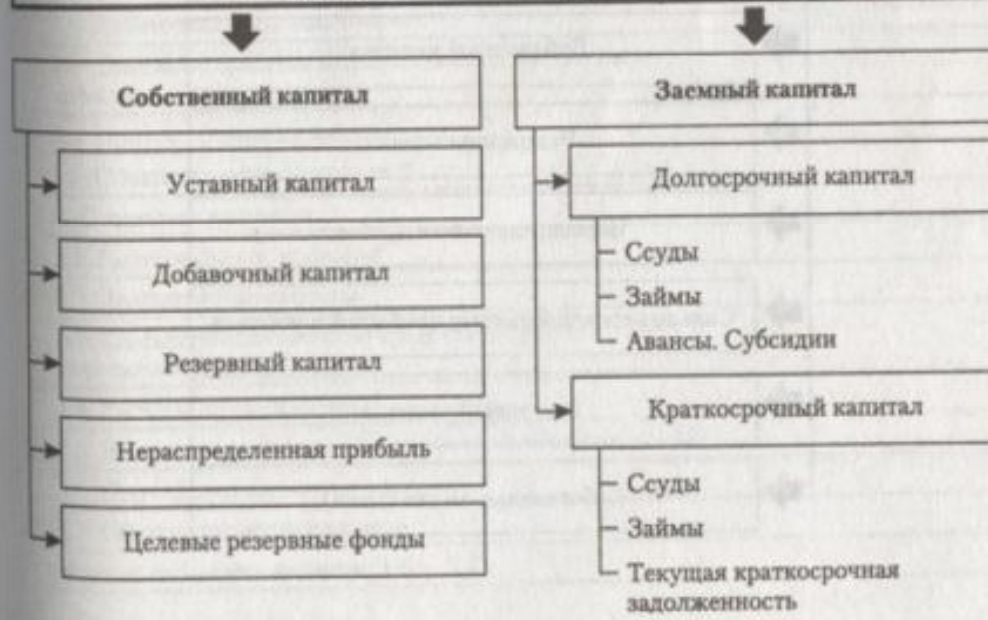 Собственный капитал
Уставный капитал
Добавочный капитал
Резервный капитал
Нераспределенная прибыль
Целевые резервные фонды
Заемный капитал
Долгосрочный капитал
Ссуды
Займы
Авансы. Субсидии
Краткосрочный капитал
Ссуды
Займы
Текущая краткосрочная
задолженность